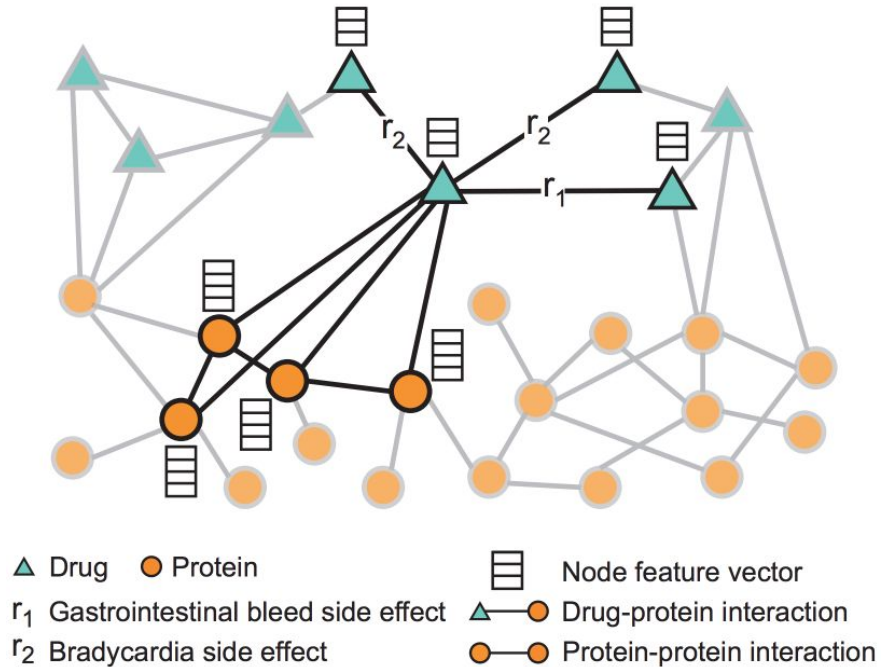 r₂
r₂
r₁
Drug
Protein
Node feature vector
r₁ Gastrointestinal bleed side effect
Drug-protein interaction
r₂ Bradycardia side effect
Protein-protein interaction